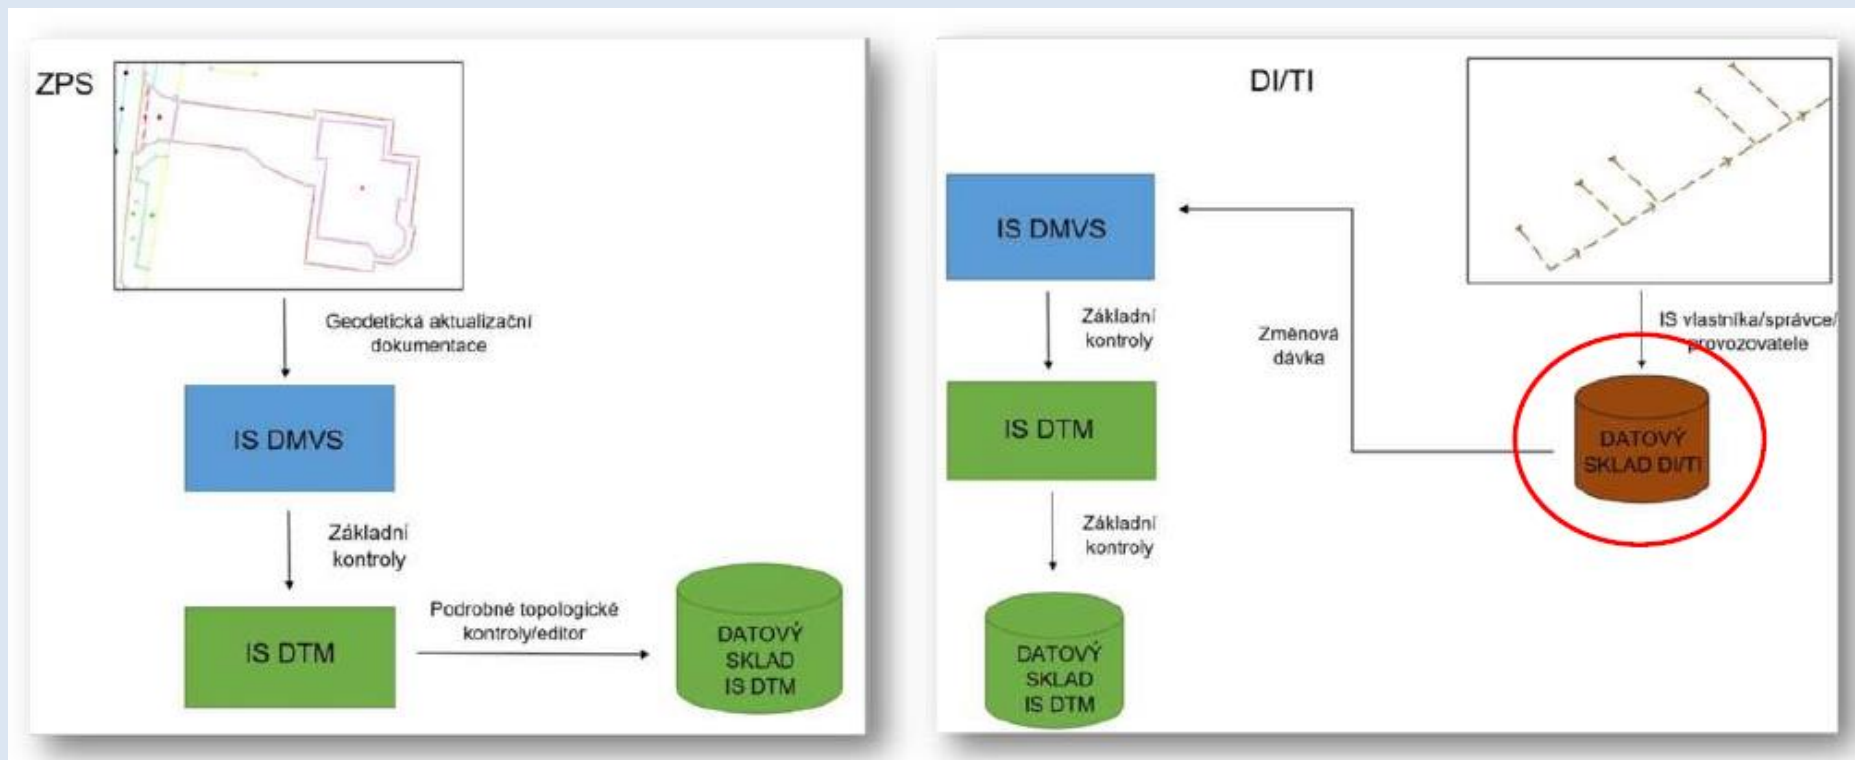 ZPS
Geodetická aktualizační
dokumentace
IS DMVS
Základní
kontroly
IS DTM
Podrobné topologické
kontroly/editor
DATOVÝ
SKLAD
IS DTM
DI/TI
IS DMVS
Základní
kontroly
IS DTM
Základní
kontroly
DATOVÝ
SKLAD
IS DTM
Změnová
dávka
IS vlastníka/správce/
provozovatele
DATOVÝ
SKLAD DI/TI